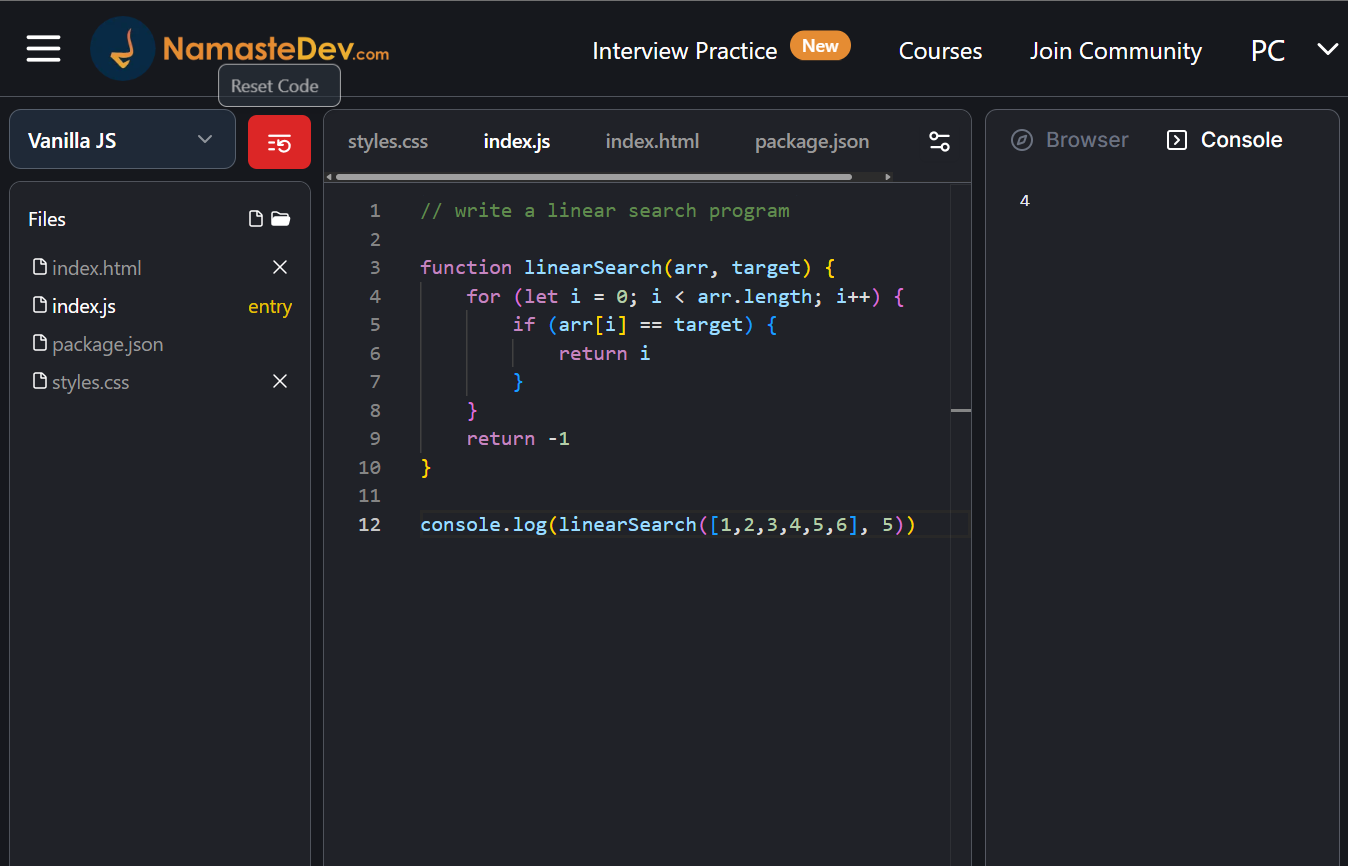 NamasteDev.com
Interview Practice
New
Courses
Join Community
PC
Reset Code
Vanilla JS
Files
index.html
index.js
entry
package.json
styles.css
styles.css
index.js
index.html
package.json
1 // write a linear search program
2
3 function linearSearch(arr, target) {
4     for (let i = 0; i < arr.length; i++) {
5         if (arr[i] == target) {
6             return i
7         }
8     }
9     return -1
10 }
11
12 console.log(linearSearch([1,2,3,4,5,6], 5))
Browser
Console
4